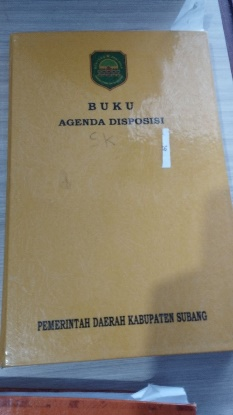 BUKU
AGENDA DISPOSISI
SK
PEMERINTAH DAERAH KABUPATEN SUBANG